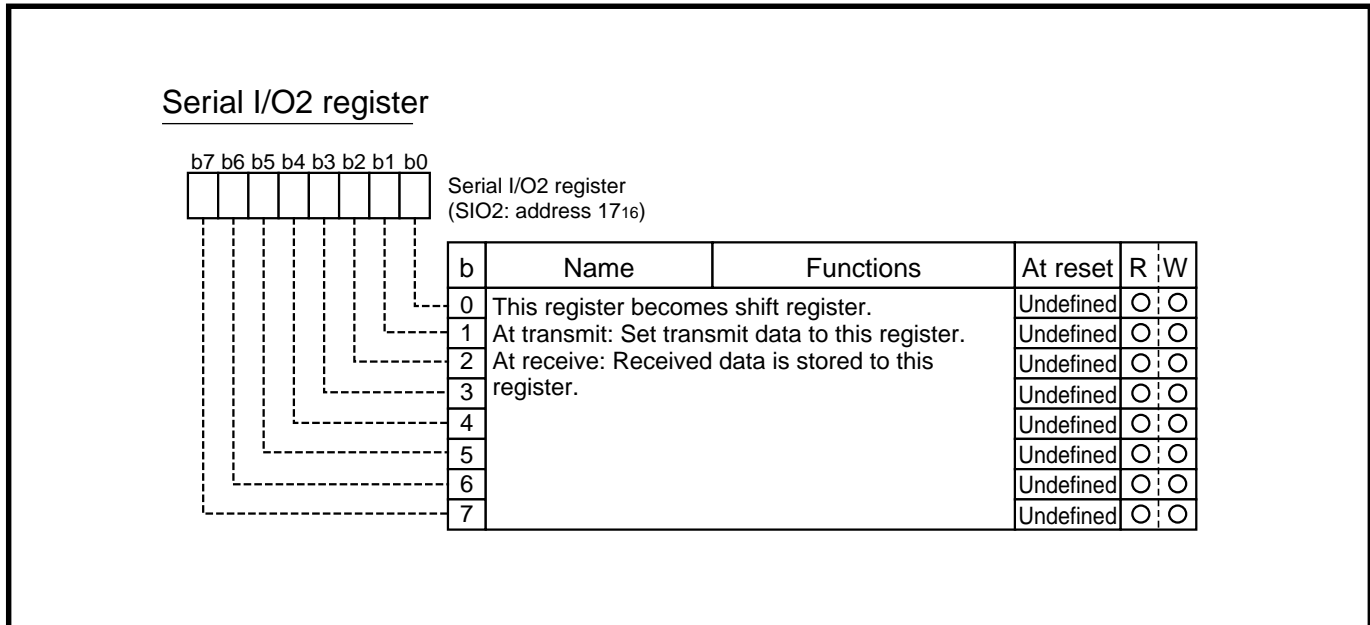 Serial I/O2 register
b7 b6 b5 b4 b3 b2 b1 b0
Serial I/O2 register
(SIO2: address 1716)
b Name Functions At reset R W
0 This register becomes shift register. Undefined ○ ○
1 At transmit: Set transmit data to this register. Undefined ○ ○
2 At receive: Received data is stored to this Undefined ○ ○
3 register. Undefined ○ ○
4 Undefined ○ ○
5 Undefined ○ ○
6 Undefined ○ ○
7 Undefined ○ ○